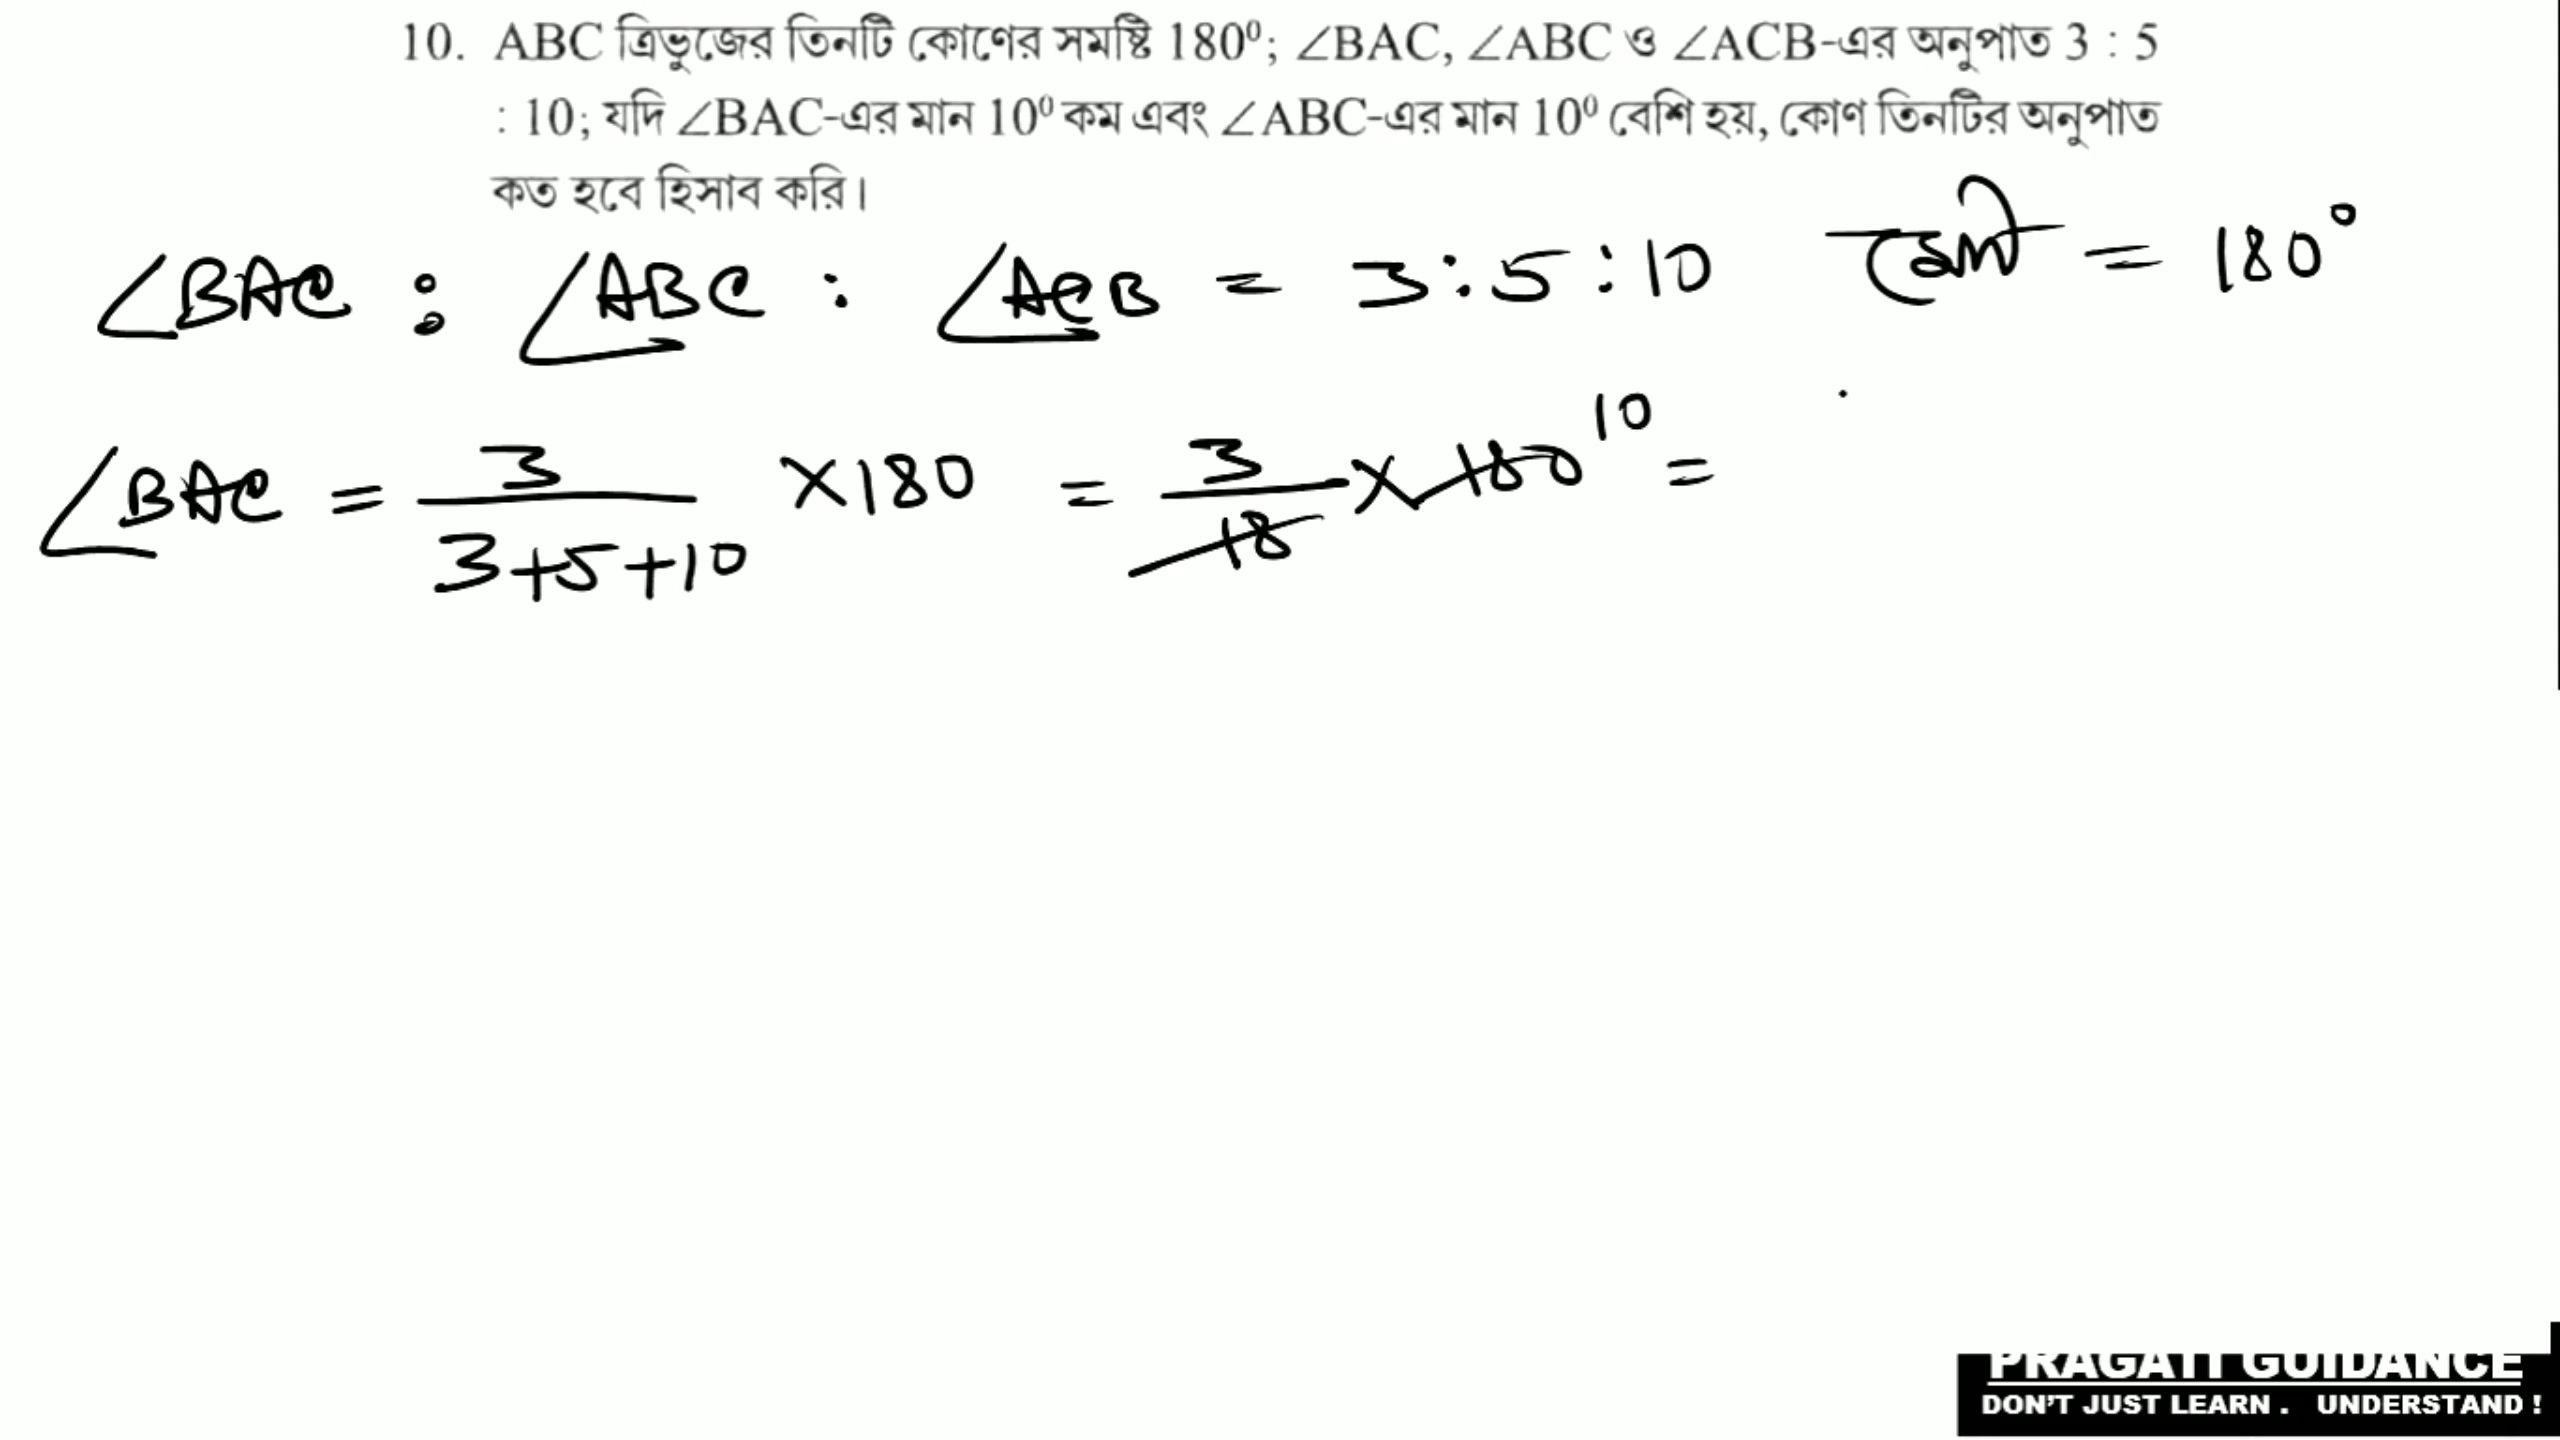 10. ABC ত্রিভুজের তিনটি কোণের সমষ্টি 180⁰; ∠BAC, ∠ABC ও ∠ACB-এর অনুপাত 3 : 5
: 10; যদি ∠BAC-এর মান 10⁰ কম এবং ∠ABC-এর মান 10⁰ বেশি হয়, কোণ তিনটির অনুপাত
কত হবে হিসাব করি।
∠BAC : ∠ABC : ∠ACB = 3:5:10 মোট = 180°
∠BAC = 3/(3+5+10) ×180 = 3/18 × 180 10 =
PRAGATI GUIDANCE
DON'T JUST LEARN . UNDERSTAND !